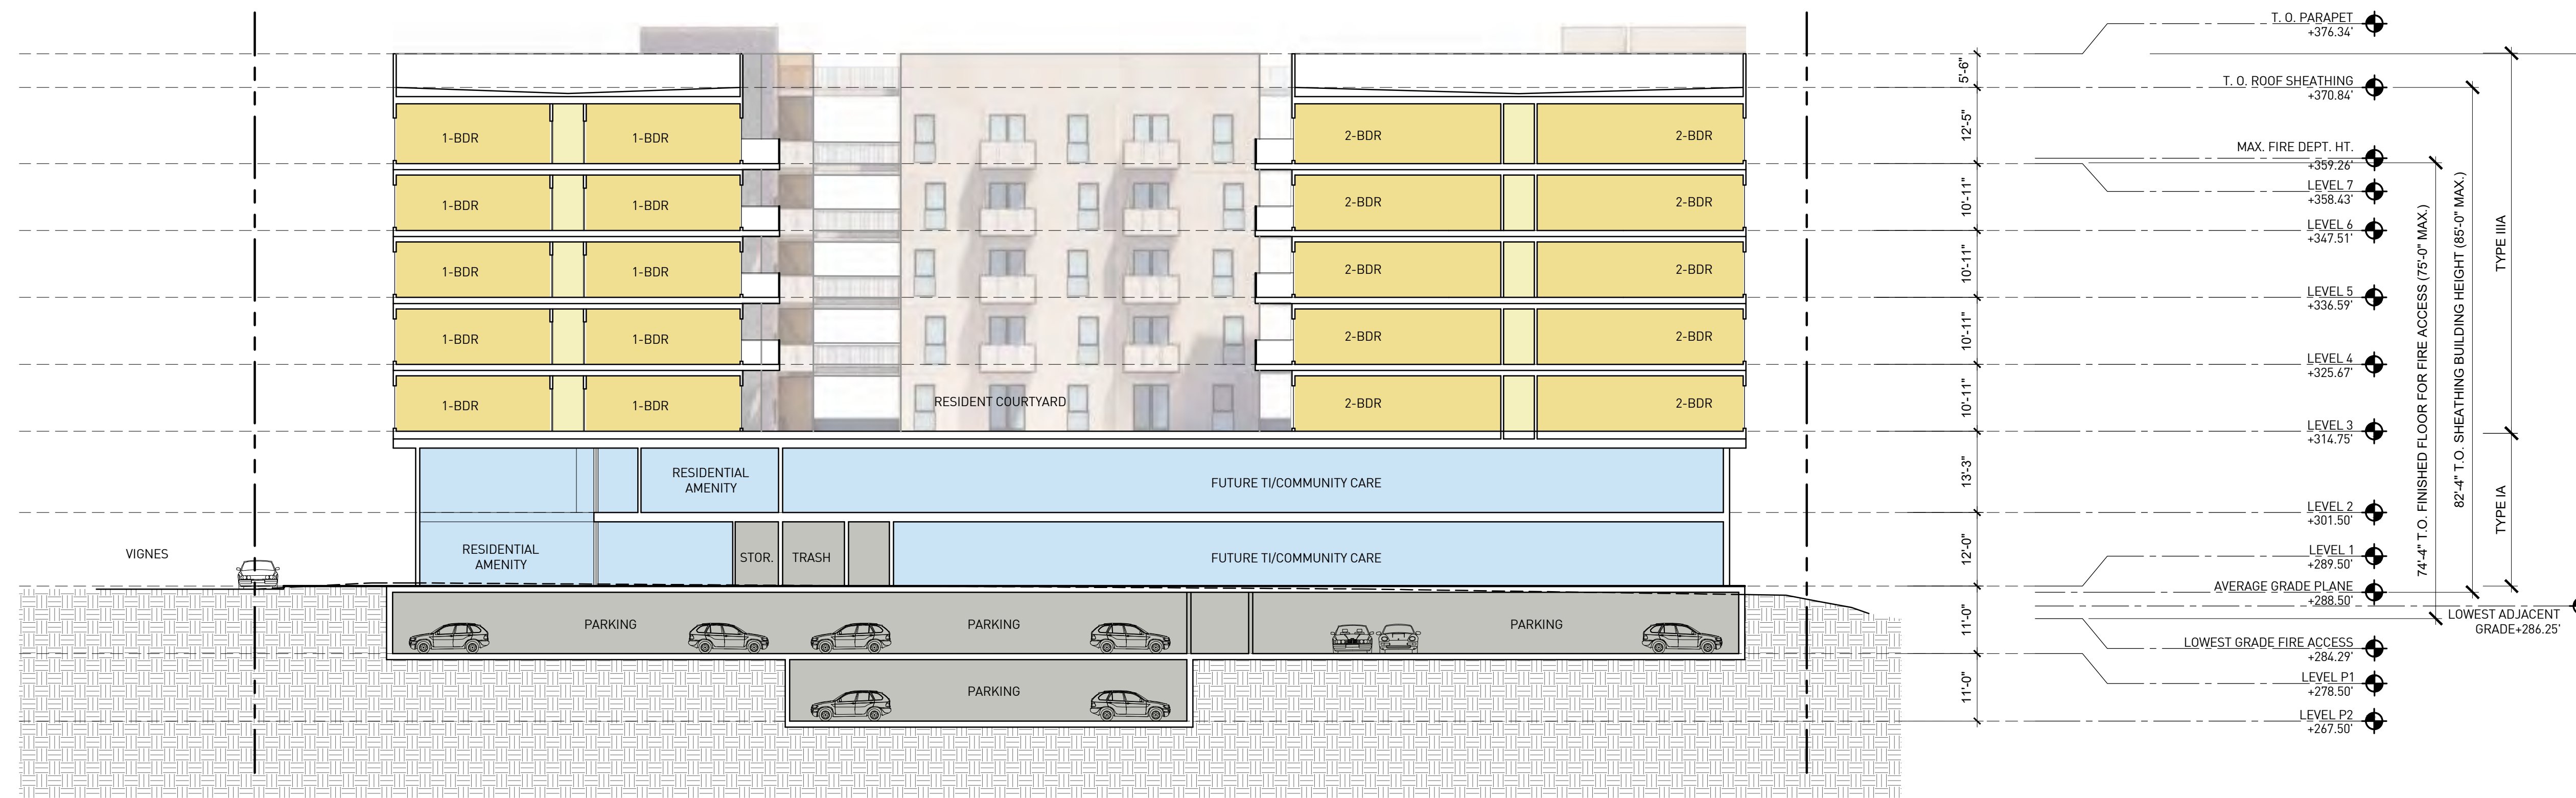 T. O. PARAPET
+376.34'
5'-6"
T. O. ROOF SHEATHING
+370.84'
1-BDR 1-BDR 2-BDR 2-BDR
12'-5"
MAX. FIRE DEPT. HT.
+359.26'
LEVEL 7
+358.43'
1-BDR 1-BDR 2-BDR 2-BDR
10'-11"
LEVEL 6
+347.51'
1-BDR 1-BDR 2-BDR 2-BDR
10'-11"
LEVEL 5
+336.59'
1-BDR 1-BDR 2-BDR 2-BDR
10'-11"
LEVEL 4
+325.67'
1-BDR 1-BDR RESIDENT COURTYARD 2-BDR 2-BDR
10'-11"
LEVEL 3
+314.75'
RESIDENTIAL
AMENITY
FUTURE TI/COMMUNITY CARE
13'-3"
LEVEL 2
+301.50'
VIGNES
RESIDENTIAL
AMENITY
STOR. TRASH FUTURE TI/COMMUNITY CARE
12'-0"
LEVEL 1
+289.50'
AVERAGE GRADE PLANE
+288.50'
PARKING PARKING PARKING
11'-0"
LOWEST ADJACENT
GRADE+286.25'
LOWEST GRADE FIRE ACCESS
+284.29'
LEVEL P1
+278.50'
PARKING
11'-0"
LEVEL P2
+267.50'
74'-4" T.O. FINISHED FLOOR FOR FIRE ACCESS (75'-0" MAX.)
82'-4" T.O. SHEATHING BUILDING HEIGHT (85'-0" MAX.)
TYPE IIIA
TYPE IA